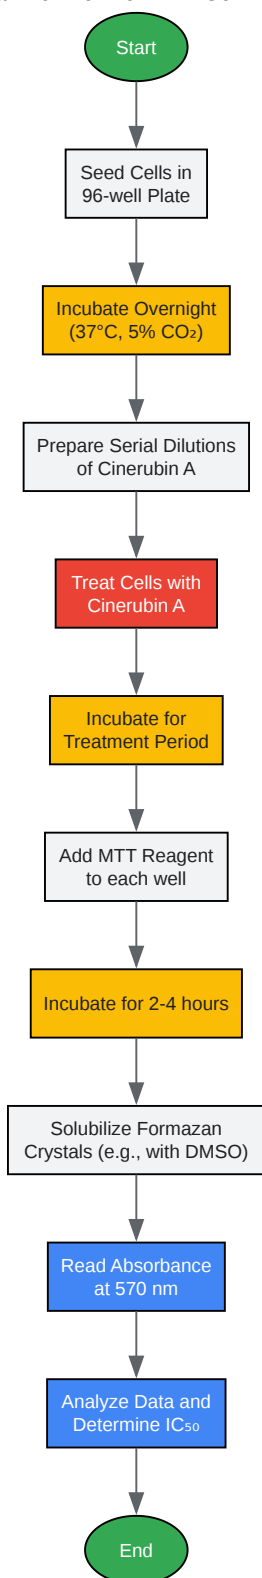 Start
Seed Cells in
96-well Plate
Incubate Overnight
(37°C, 5% CO₂)
Prepare Serial Dilutions
of Cinerubin A
Treat Cells with
Cinerubin A
Incubate for
Treatment Period
Add MTT Reagent
to each well
Incubate for 2-4 hours
Solubilize Formazan
Crystals (e.g., with DMSO)
Read Absorbance
at 570 nm
Analyze Data and
Determine IC₅₀
End